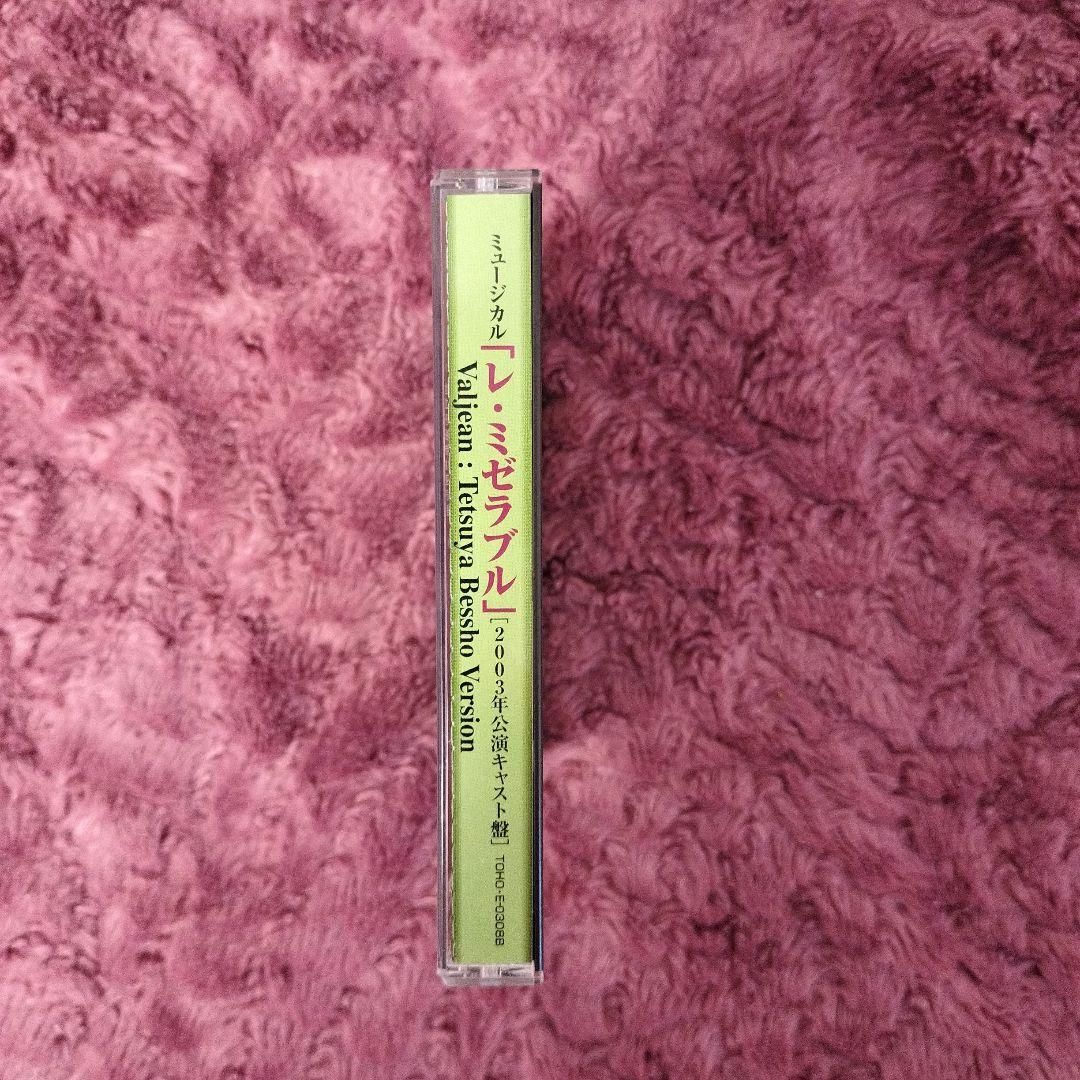 ミュージカル「レ・ミゼラブル」[2003年公演キャスト盤] TOHO・E-0308B
Valjean : Tetsuya Bessho Version